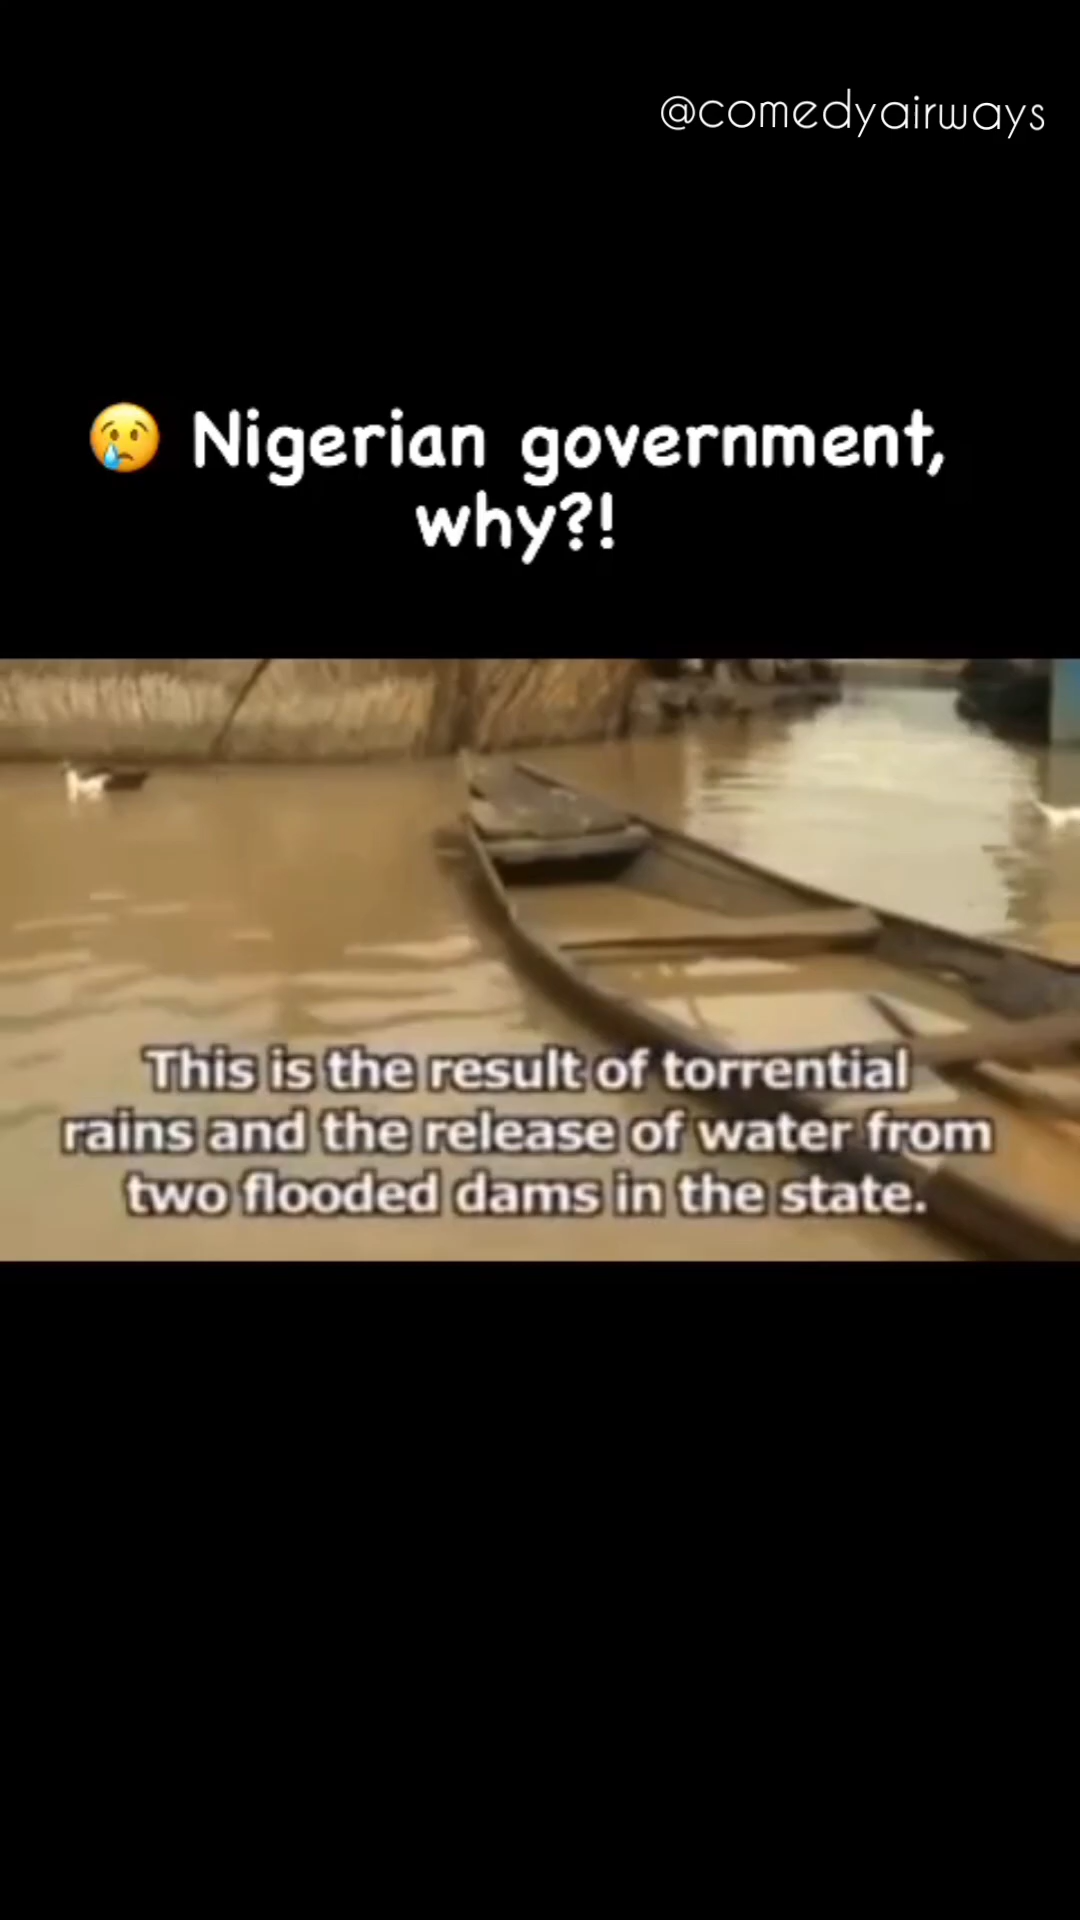 @comedyairways
😢 Nigerian government,
why?!
This is the result of torrential
rains and the release of water from
two flooded dams in the state.